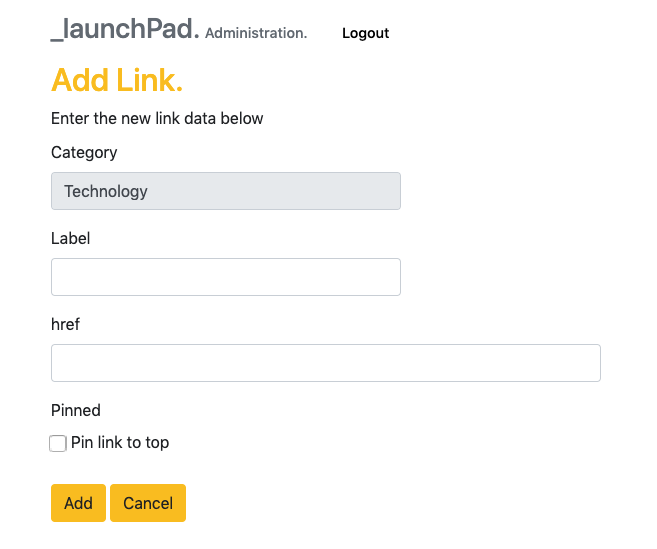 _launchPad. Administration. Logout
Add Link.
Enter the new link data below
Category
Technology
Label
href
Pinned
Pin link to top
Add Cancel